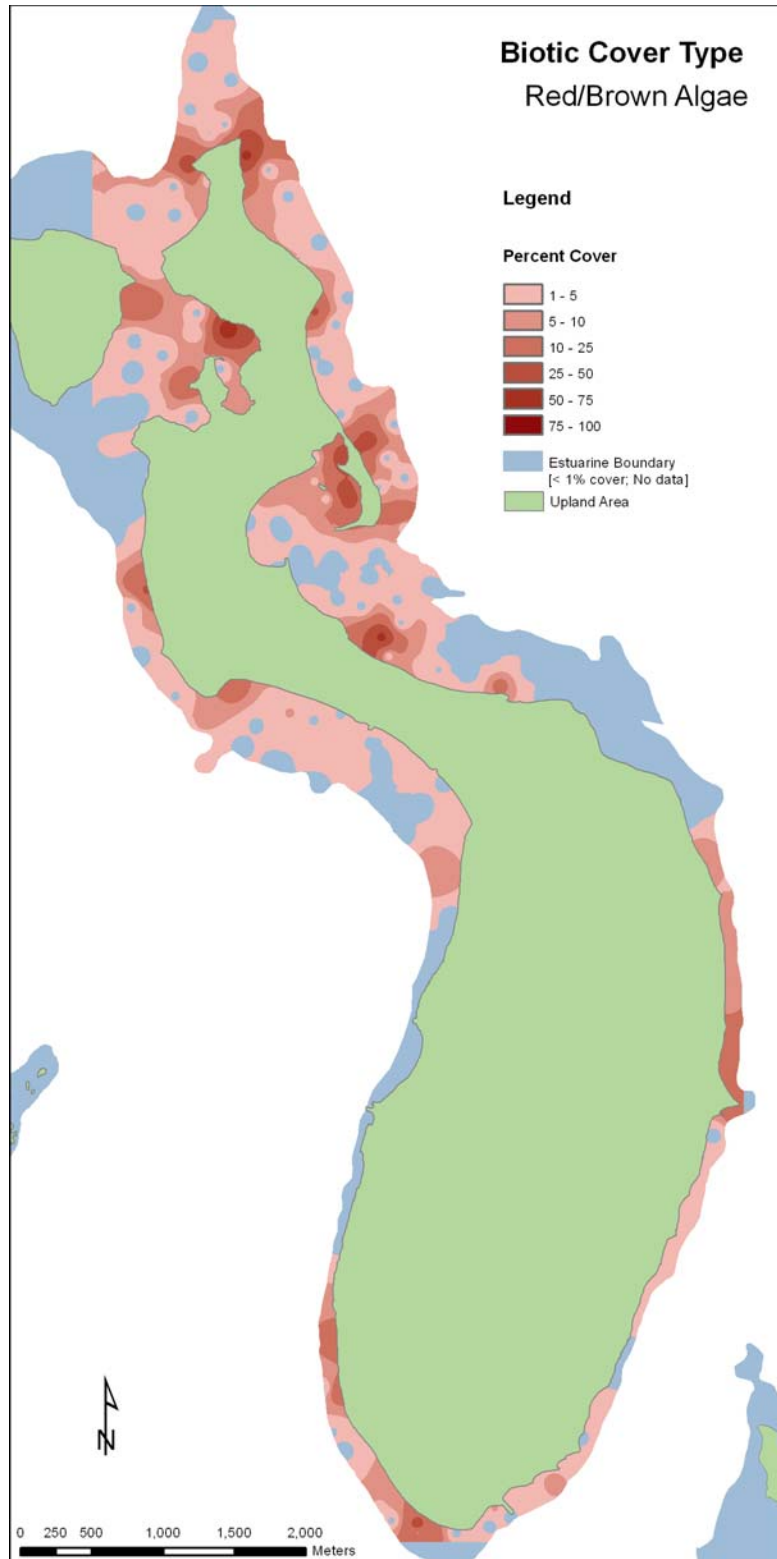 Biotic Cover Type
Red/Brown Algae
Legend
Percent Cover
1 - 5
5 - 10
10 - 25
25 - 50
50 - 75
75 - 100
Estuarine Boundary
[< 1% cover; No data]
Upland Area
N
0 250 500 1,000 1,500 2,000
Meters